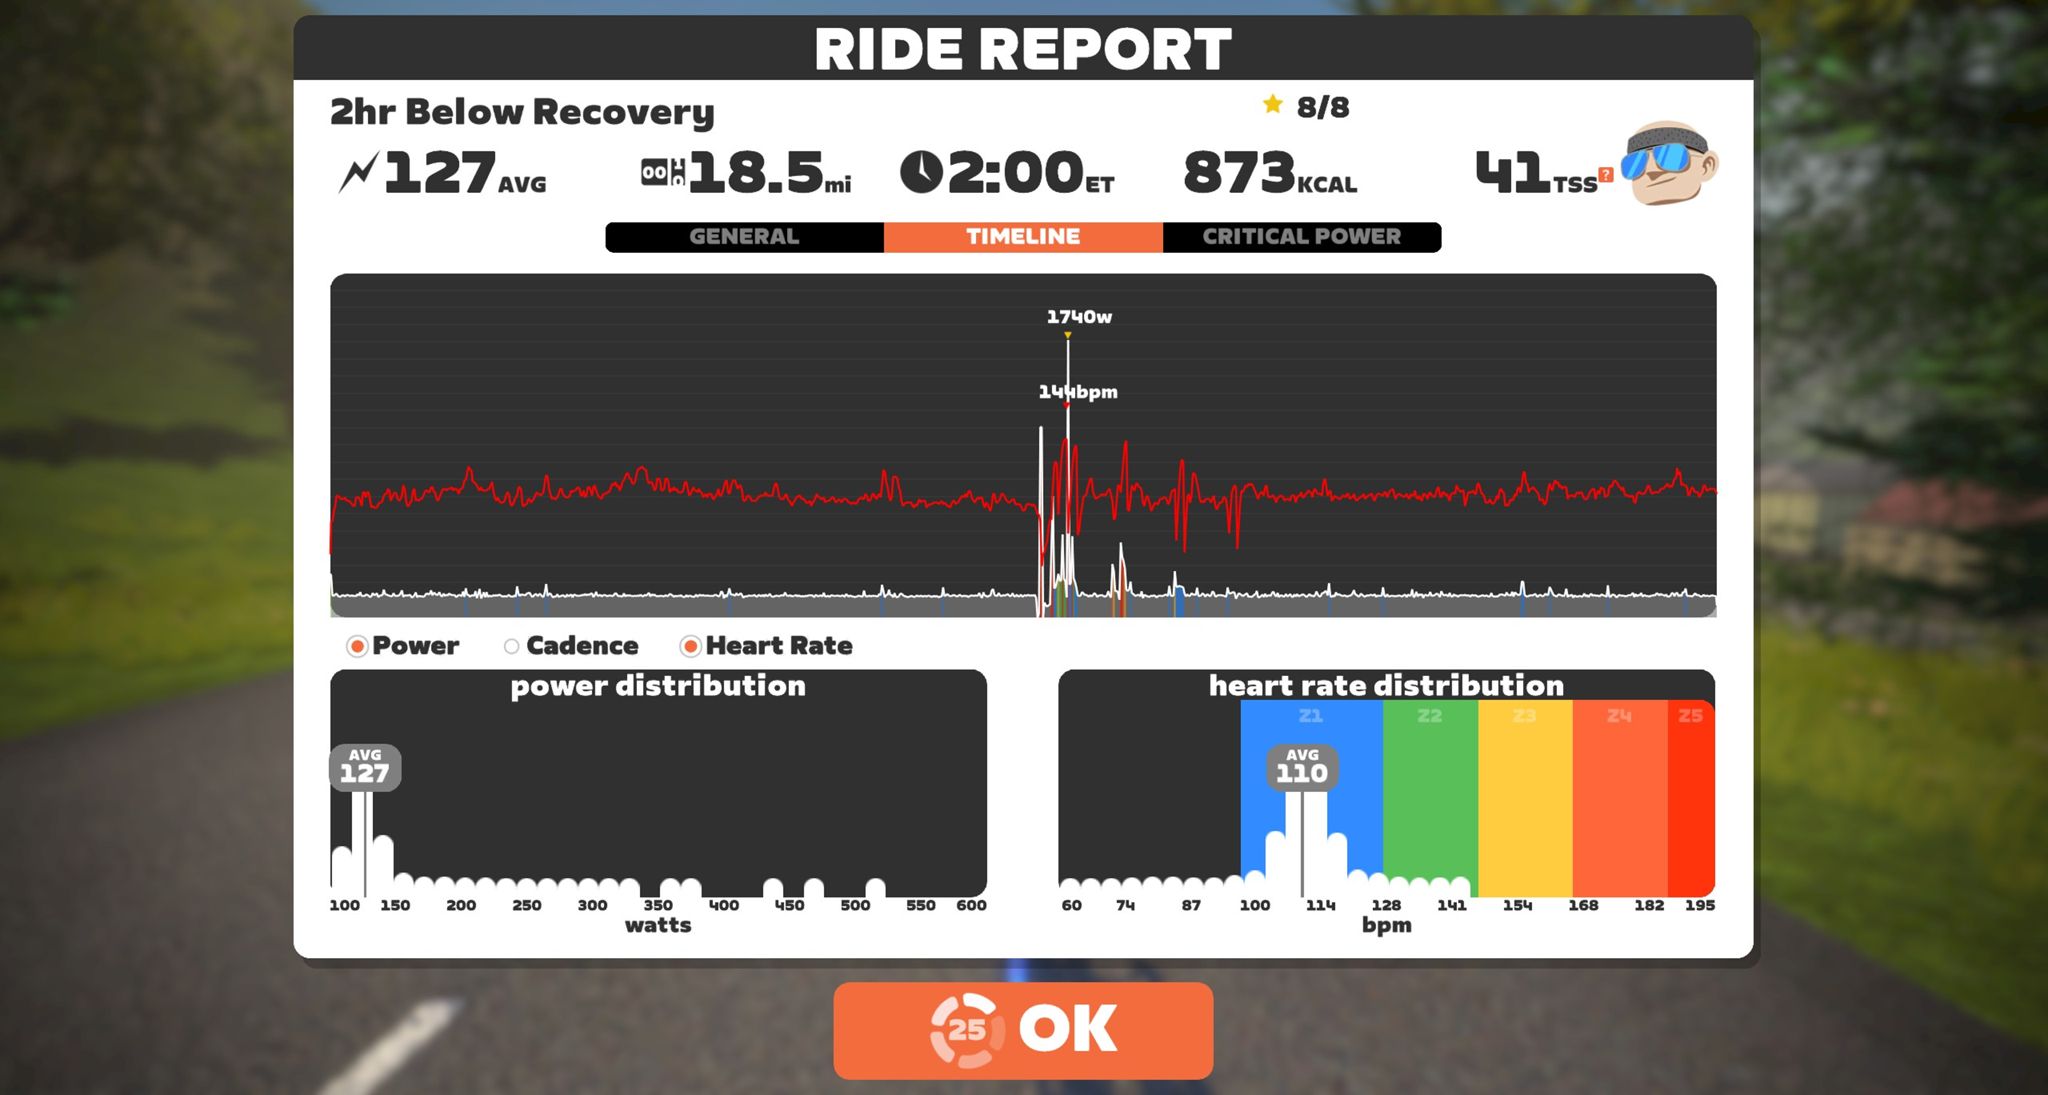 RIDE REPORT
2hr Below Recovery
8/8
127AVG
18.5mi
2:00ET
873KCAL
41TSS?
GENERAL
TIMELINE
CRITICAL POWER
1740w
144bpm
Power
Cadence
Heart Rate
power distribution
AVG
127
100 150 200 250 300 350 400 450 500 550 600
watts
heart rate distribution
Z1 Z2 Z3 Z4 Z5
AVG
110
60 74 87 100 114 128 141 154 168 182 195
bpm
25 OK